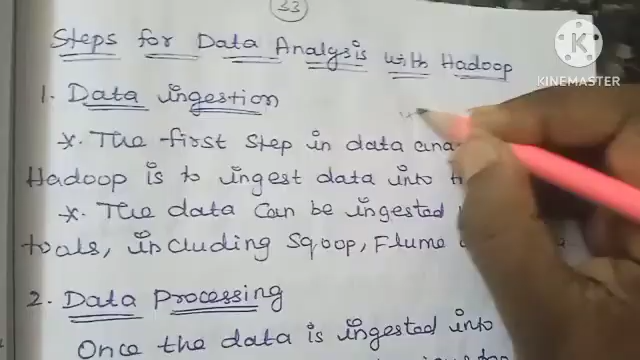 33
Steps for Data Analysis with Hadoop
KINEMASTER
1. Data ingestion
* The first step in data
Hadoop is to ingest data into
* The data can be ingested
tools, including Sqoop, Flume
2. Data Processing
Once the data is ingested into